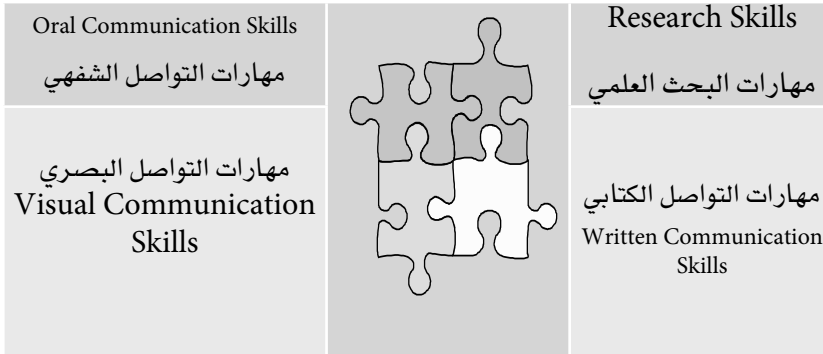 Oral Communication Skills
مهارات التواصل الشفهي
Research Skills
مهارات البحث العلمي
مهارات التواصل البصري
Visual Communication
Skills
مهارات التواصل الكتابي
Written Communication
Skills